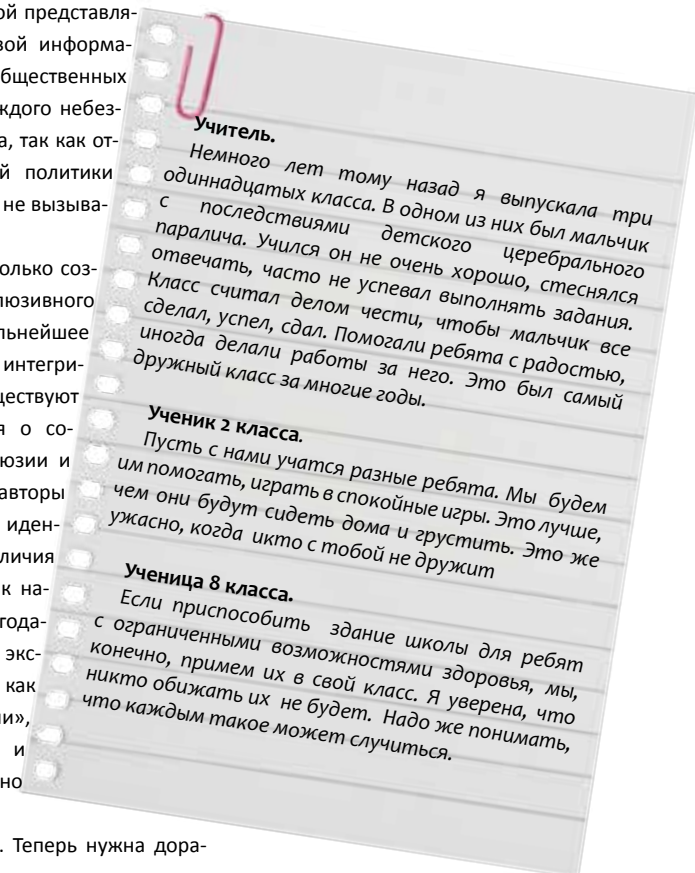 ой представля-
вой информа-
бщественных
ждого небез-
а, так как от-
й политики
не вызыва-
олько соз-
люзивного
льнейшее
интегри-
цествуют
я о со-
юзии и
авторы
иден-
личия
к на-
года-
экс-
как
ии»,
и
но
. Теперь нужна дора-
Учитель.
Немного лет тому назад я выпускала три
одиннадцатых класса. В одном из них был мальчик
с последствиями детского церебрального
паралича. Учился он не очень хорошо, стеснялся
отвечать, часто не успевал выполнять задания.
Класс считал делом чести, чтобы мальчик все
сделал, успел, сдал. Помогали ребята с радостью,
иногда делали работы за него. Это был самый
дружный класс за многие годы.
Ученик 2 класса.
Пусть с нами учатся разные ребята. Мы будем
им помогать, играть в спокойные игры. Это лучше,
чем они будут сидеть дома и грустить. Это же
ужасно, когда икто с тобой не дружит
Ученица 8 класса.
Если приспособить здание школы для ребят
с ограниченными возможностями здоровья, мы,
конечно, примем их в свой класс. Я уверена, что
никто обижать их не будет. Надо же понимать,
что каждым такое может случиться.